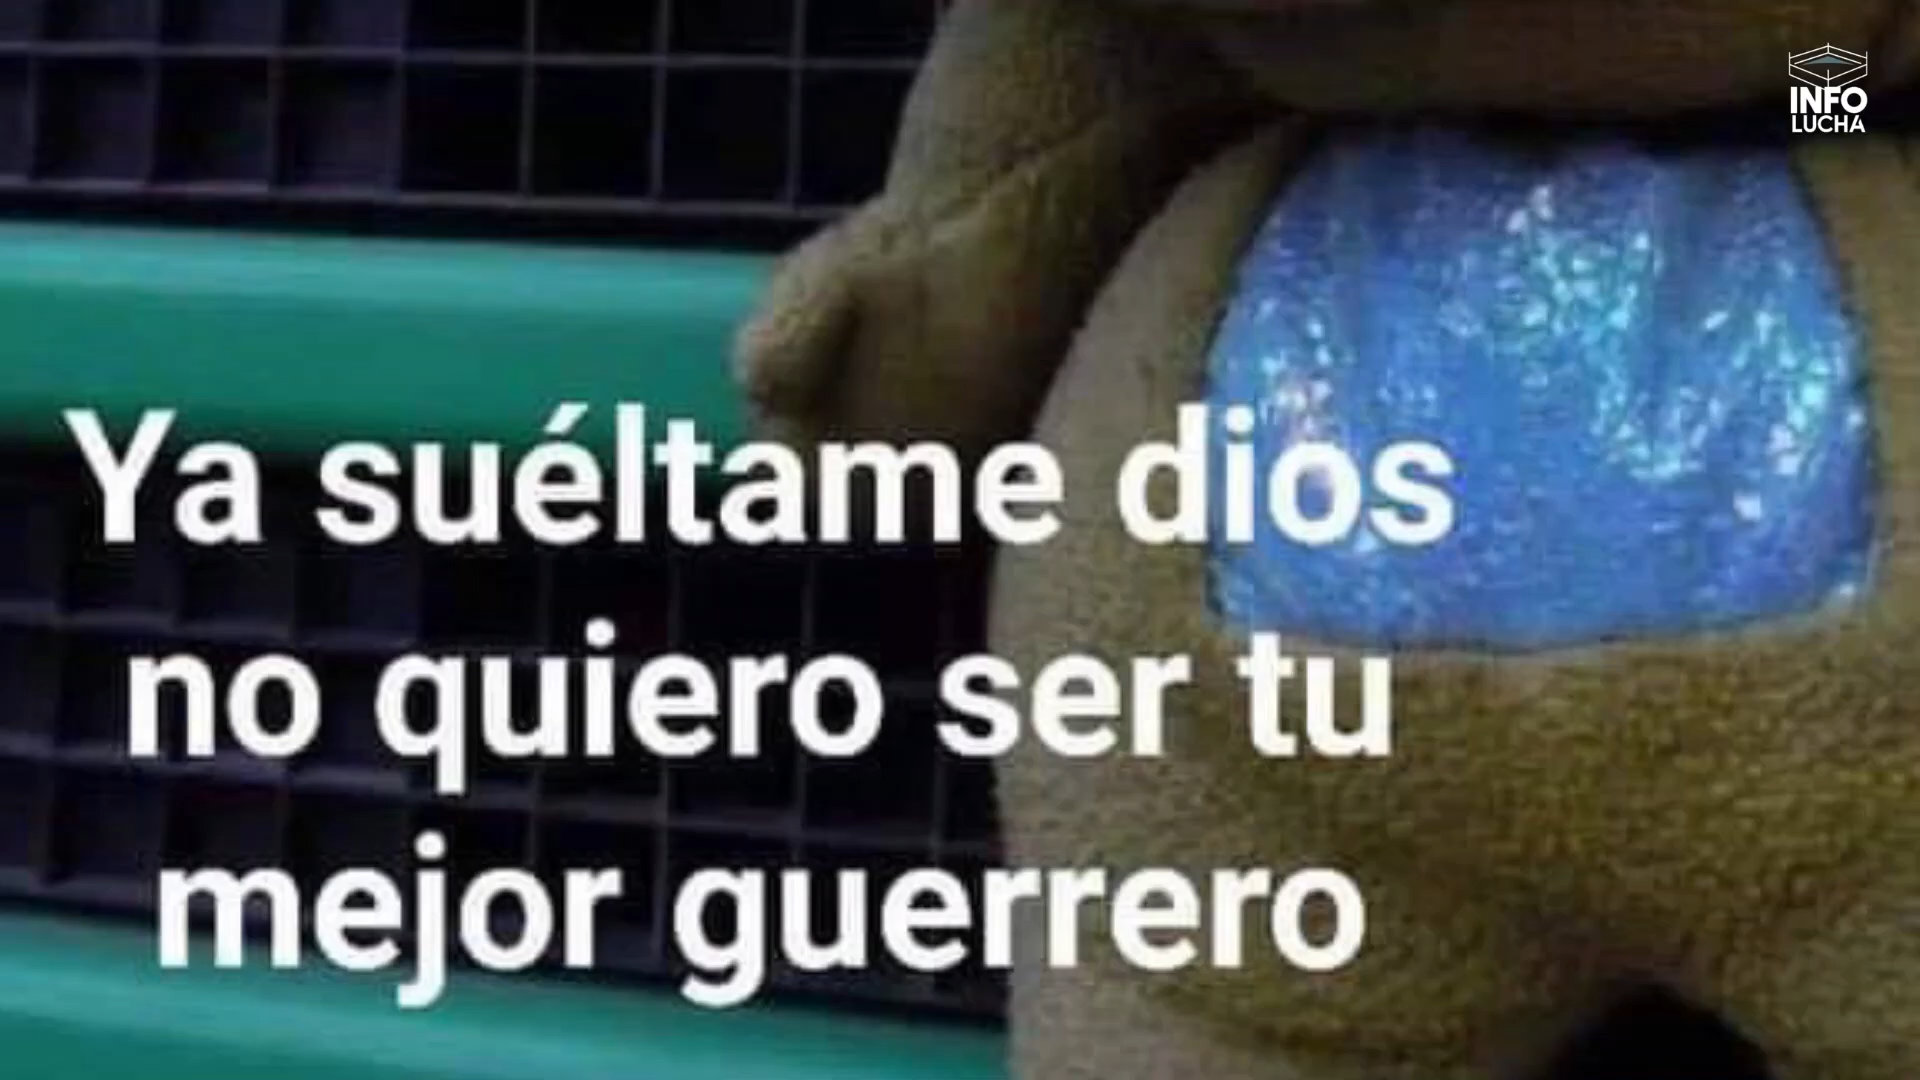 INFO
LUCHA
Ya suéltame dios
no quiero ser tu
mejor guerrero